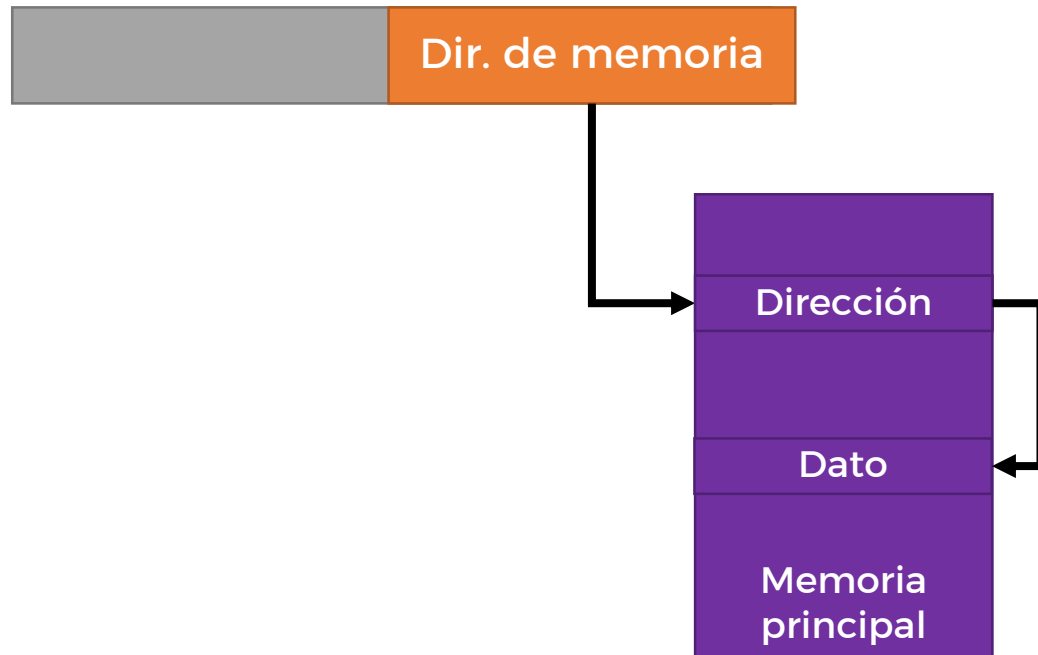 Dir. de memoria
Dirección
Dato
Memoria
principal